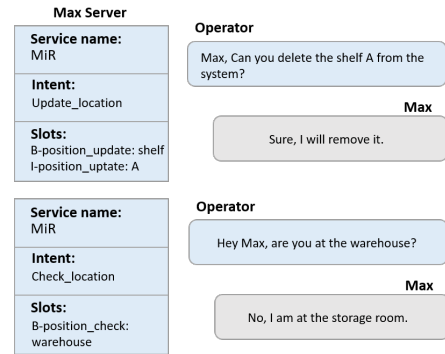 Max Server
Service name:
MiR
Intent:
Update_location
Slots:
B-position_update: shelf
I-position_uptate: A
Operator
Max, Can you delete the shelf A from the
system?
Max
Sure, I will remove it.
Service name:
MiR
Intent:
Check_location
Slots:
B-position_check:
warehouse
Operator
Hey Max, are you at the warehouse?
Max
No, I am at the storage room.